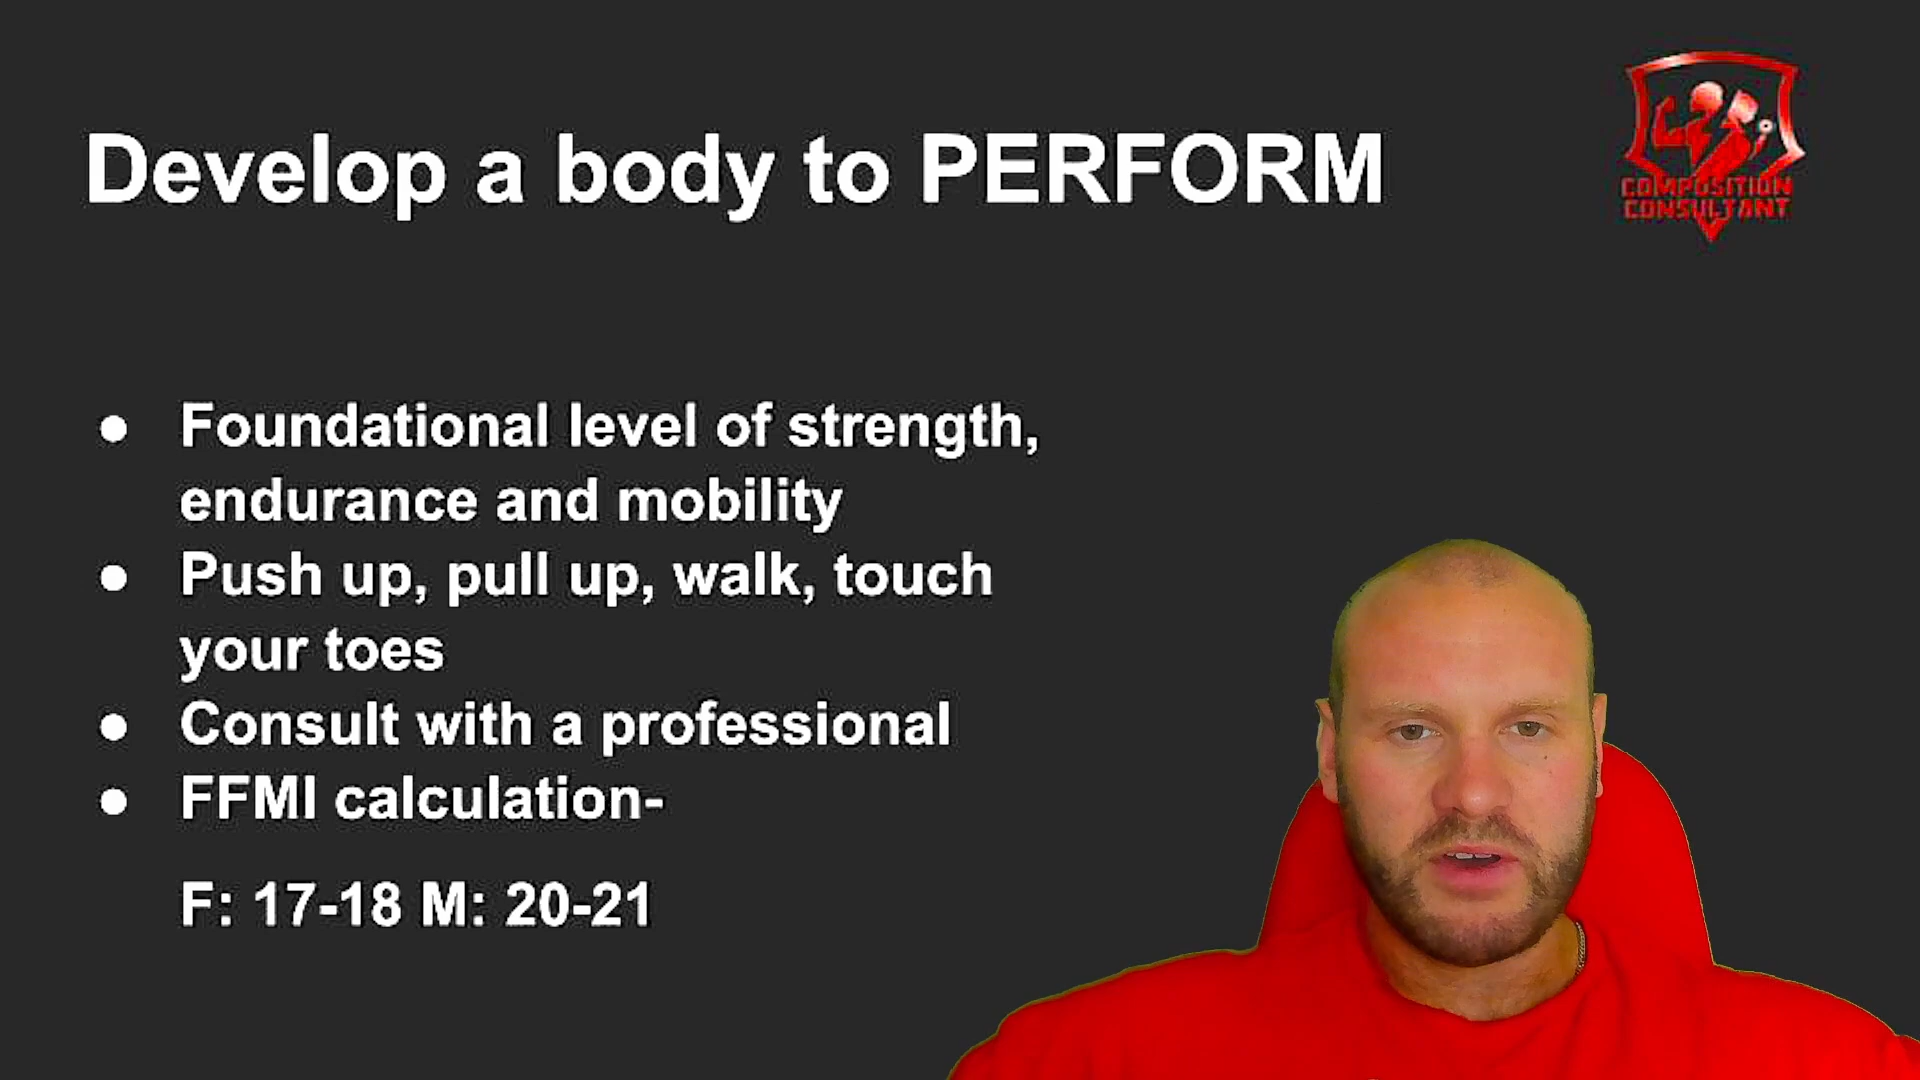 Develop a body to PERFORM
COMPOSITION
CONSULTANT
● Foundational level of strength,
endurance and mobility
● Push up, pull up, walk, touch
your toes
● Consult with a professional
● FFMI calculation-
F: 17-18 M: 20-21